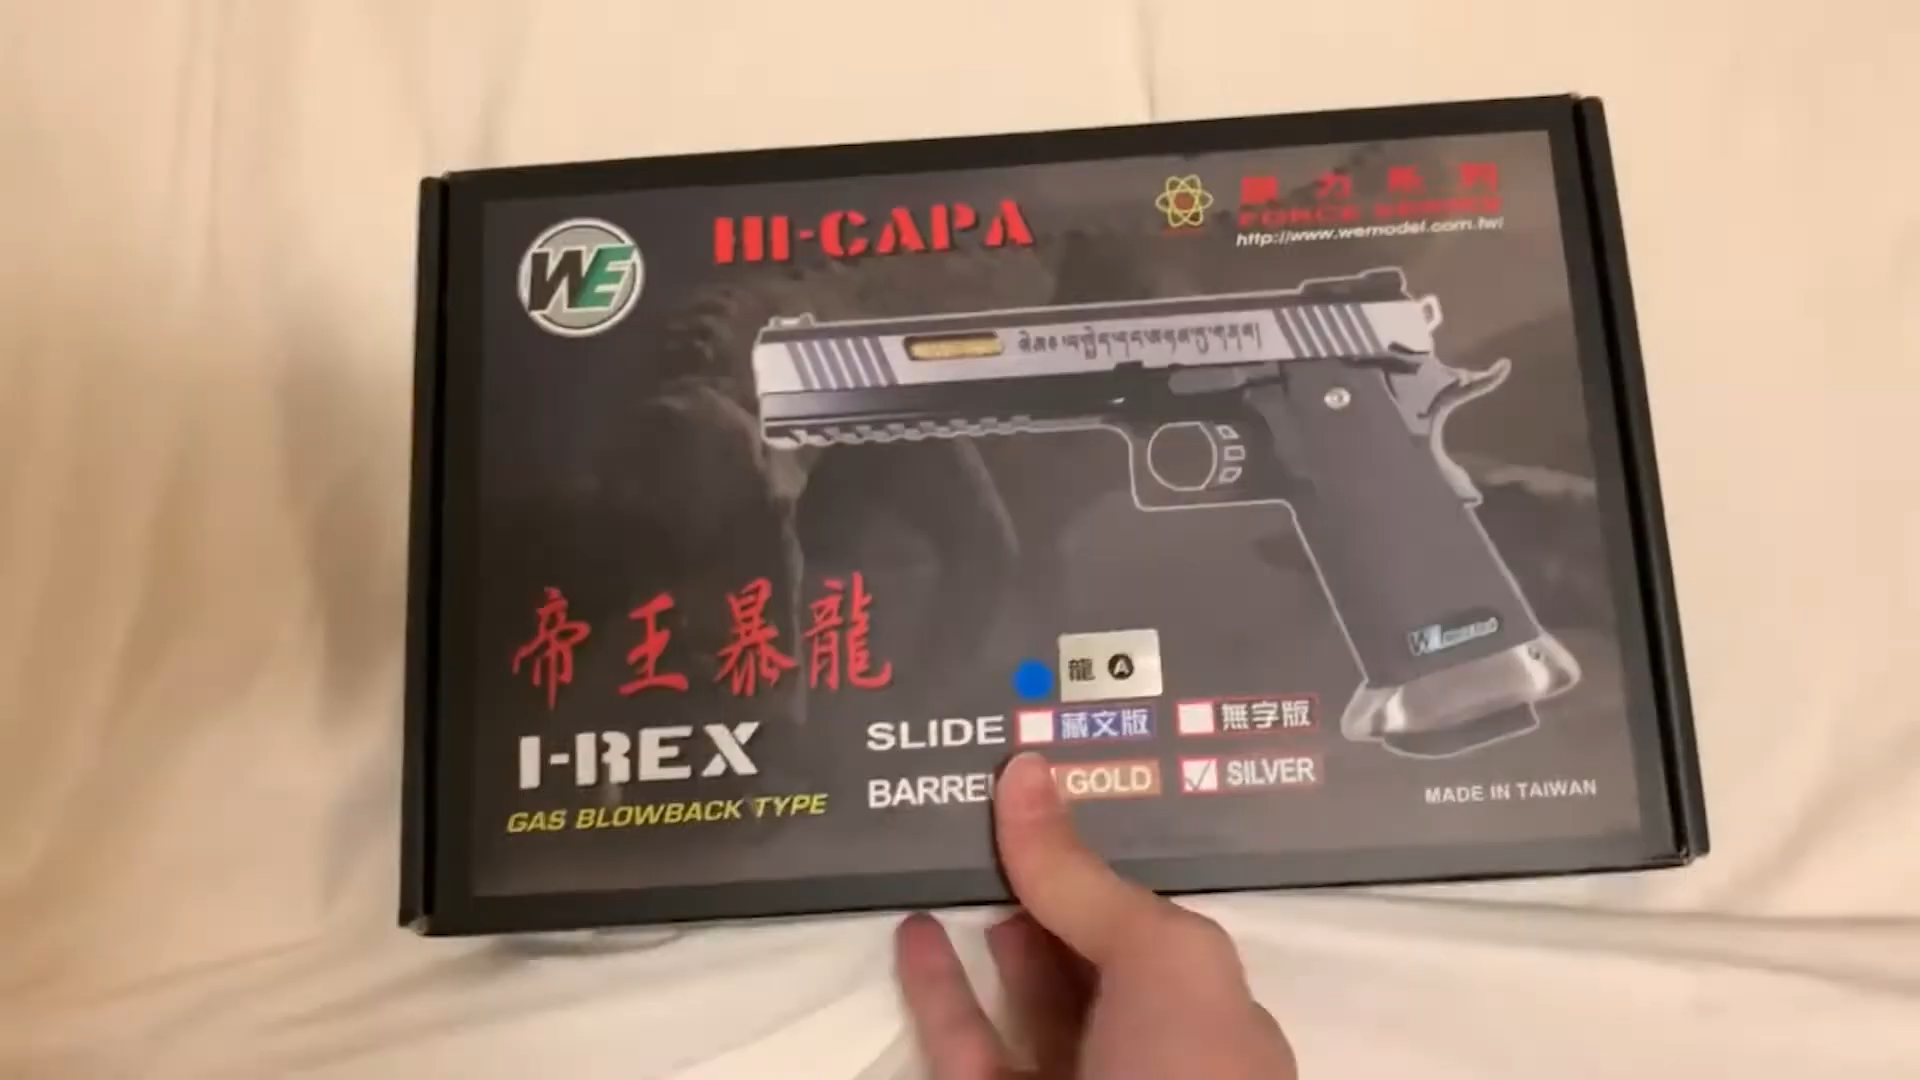 WE
HI-CAPA
暴力系列
FORCE SERIES
http://www.wemodel.com.tw/
帝王暴龍
龍 A
I-REX
SLIDE 藏文版 無字版
GAS BLOWBACK TYPE
BARREL GOLD SILVER
MADE IN TAIWAN